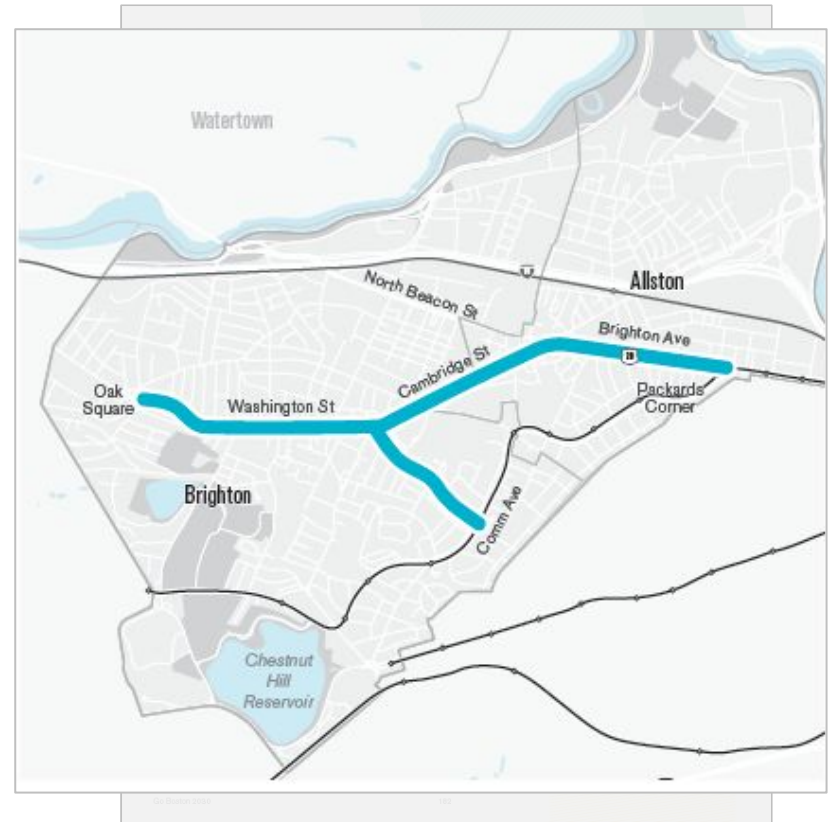 Watertown
North Beacon St
Allston
Brighton Ave
20
Cambridge St
Packards
Corner
Oak
Square
Washington St
Brighton
Comm Ave
Chestnut
Hill
Reservoir